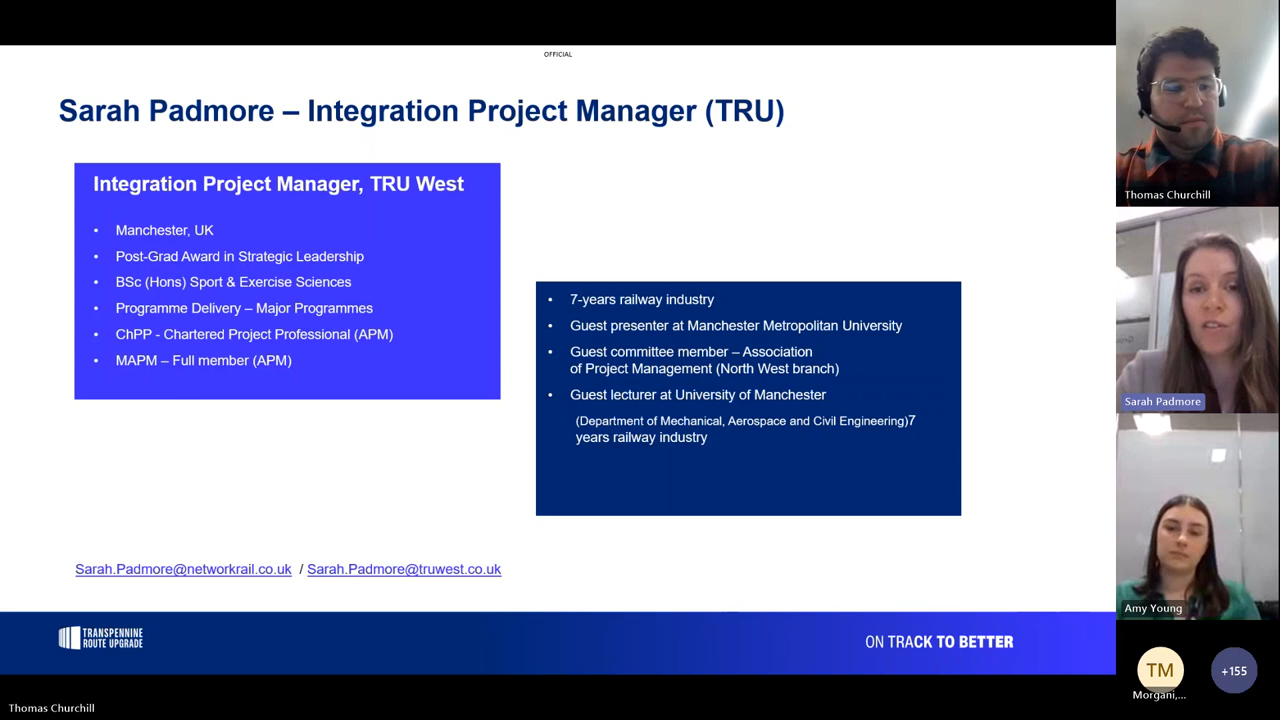 OFFICIAL
Sarah Padmore – Integration Project Manager (TRU)
Integration Project Manager, TRU West
• Manchester, UK
• Post-Grad Award in Strategic Leadership
• BSc (Hons) Sport & Exercise Sciences
• Programme Delivery – Major Programmes
• ChPP - Chartered Project Professional (APM)
• MAPM – Full member (APM)
• 7-years railway industry
• Guest presenter at Manchester Metropolitan University
• Guest committee member – Association
of Project Management (North West branch)
• Guest lecturer at University of Manchester
(Department of Mechanical, Aerospace and Civil Engineering)7
years railway industry
Sarah.Padmore@networkrail.co.uk / Sarah.Padmore@truwest.co.uk
TRANSPENNINE
ROUTE UPGRADE
ON TRACK TO BETTER
Thomas Churchill
Thomas Churchill
Sarah Padmore
Amy Young
TM
Morgani,...
+155